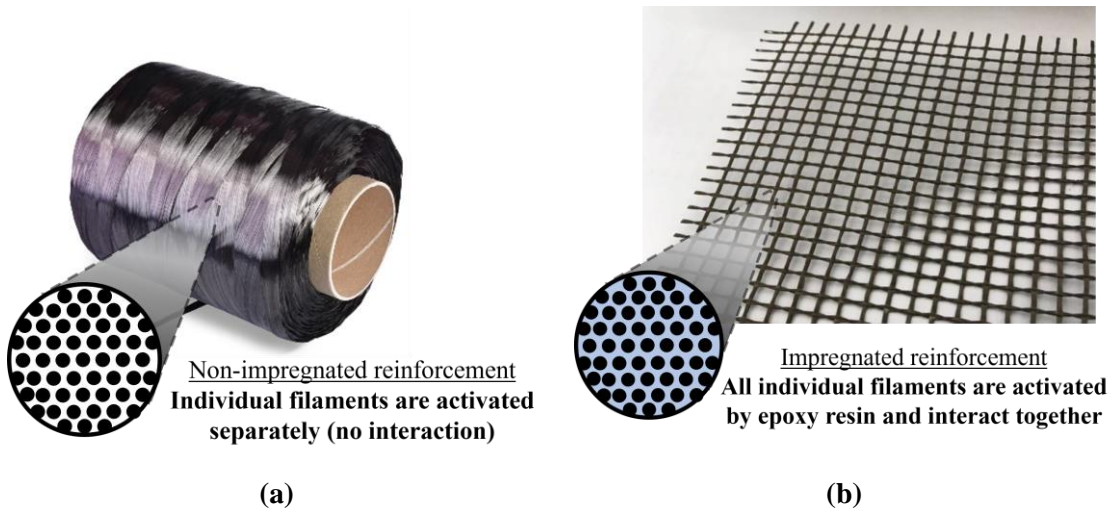 Non-impregnated reinforcement
Individual filaments are activated
separately (no interaction)
Impregnated reinforcement
All individual filaments are activated
by epoxy resin and interact together
(a)
(b)